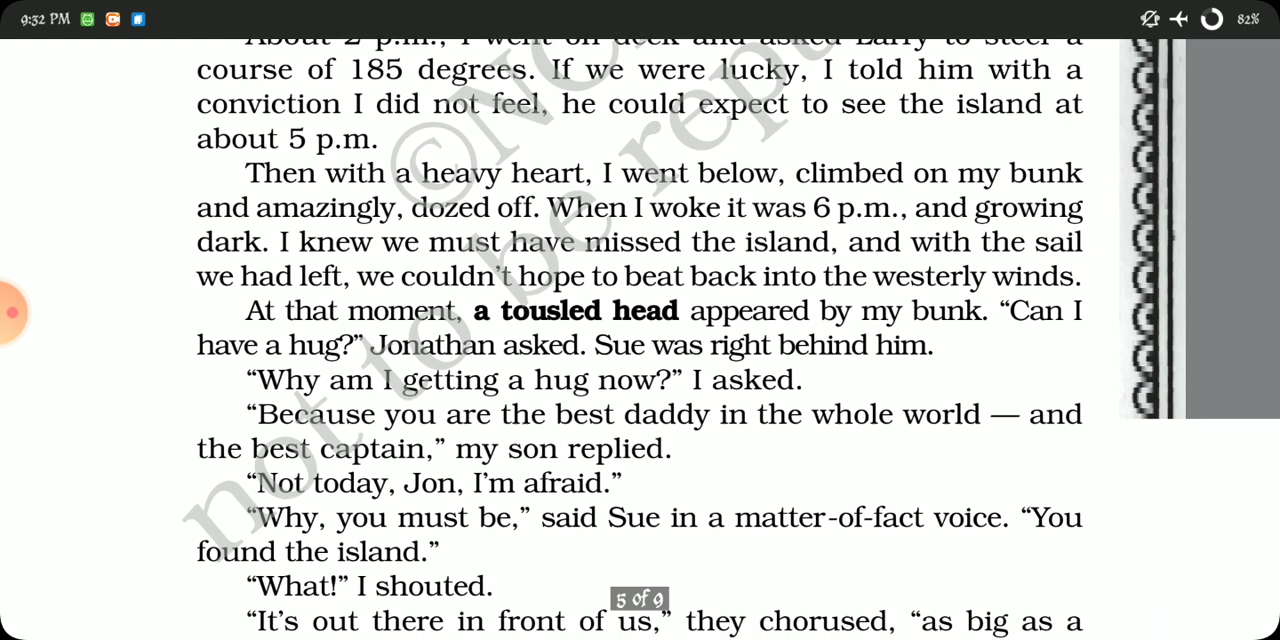 9:32 PM 82%
About 2 p.m., I went on deck and asked Larry to steer a
course of 185 degrees. If we were lucky, I told him with a
conviction I did not feel, he could expect to see the island at
about 5 p.m.
Then with a heavy heart, I went below, climbed on my bunk
and amazingly, dozed off. When I woke it was 6 p.m., and growing
dark. I knew we must have missed the island, and with the sail
we had left, we couldn’t hope to beat back into the westerly winds.
At that moment, a tousled head appeared by my bunk. “Can I
have a hug?” Jonathan asked. Sue was right behind him.
“Why am I getting a hug now?” I asked.
“Because you are the best daddy in the whole world — and
the best captain,” my son replied.
“Not today, Jon, I’m afraid.”
“Why, you must be,” said Sue in a matter-of-fact voice. “You
found the island.”
“What!” I shouted.
“It’s out there in front of us,” they chorused, “as big as a
5 of 9
©NC
not to be rep